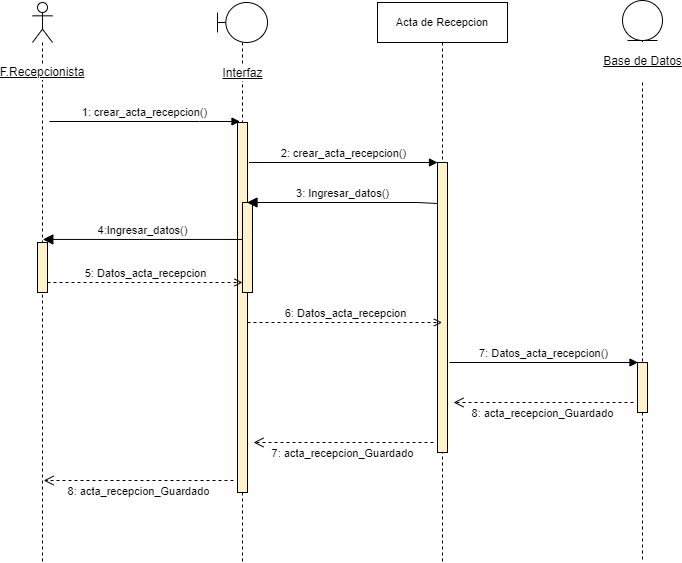 Acta de Recepcion
Base de Datos
F.Recepcionista
Interfaz
1: crear_acta_recepcion()
2: crear_acta_recepcion()
3: Ingresar_datos()
4:Ingresar_datos()
5: Datos_acta_recepcion
6: Datos_acta_recepcion
7: Datos_acta_recepcion()
8: acta_recepcion_Guardado
7: acta_recepcion_Guardado
8: acta_recepcion_Guardado